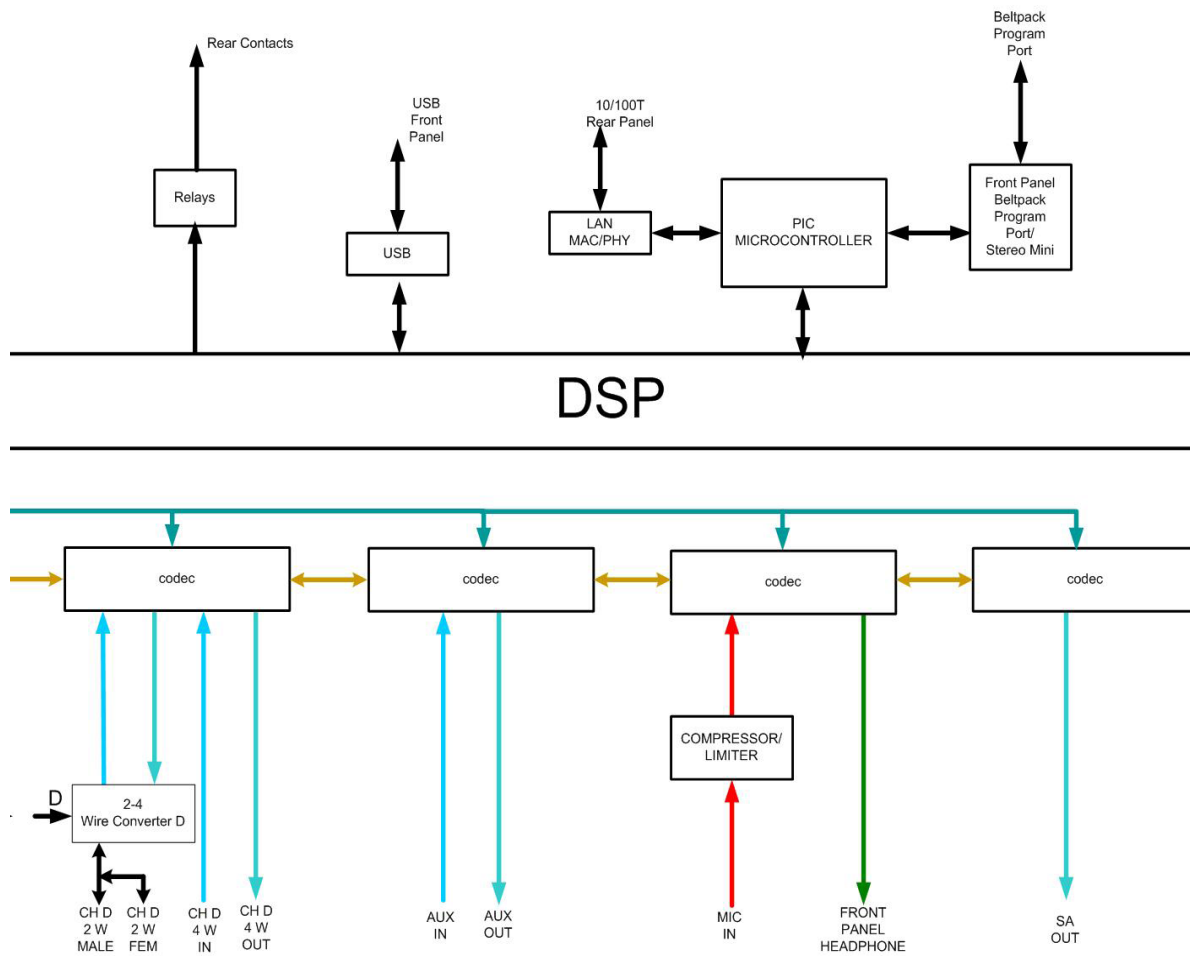 Rear Contacts
Beltpack
Program
Port
USB
Front
Panel
10/100T
Rear Panel
Relays
USB
LAN
MAC/PHY
PIC
MICROCONTROLLER
Front Panel
Beltpack
Program
Port/
Stereo Mini
DSP
codec
codec
codec
codec
COMPRESSOR/
LIMITER
D
2-4
Wire Converter D
CH D
2 W
MALE
CH D
2 W
FEM
CH D
4 W
IN
CH D
4 W
OUT
AUX
IN
AUX
OUT
MIC
IN
FRONT
PANEL
HEADPHONE
SA
OUT